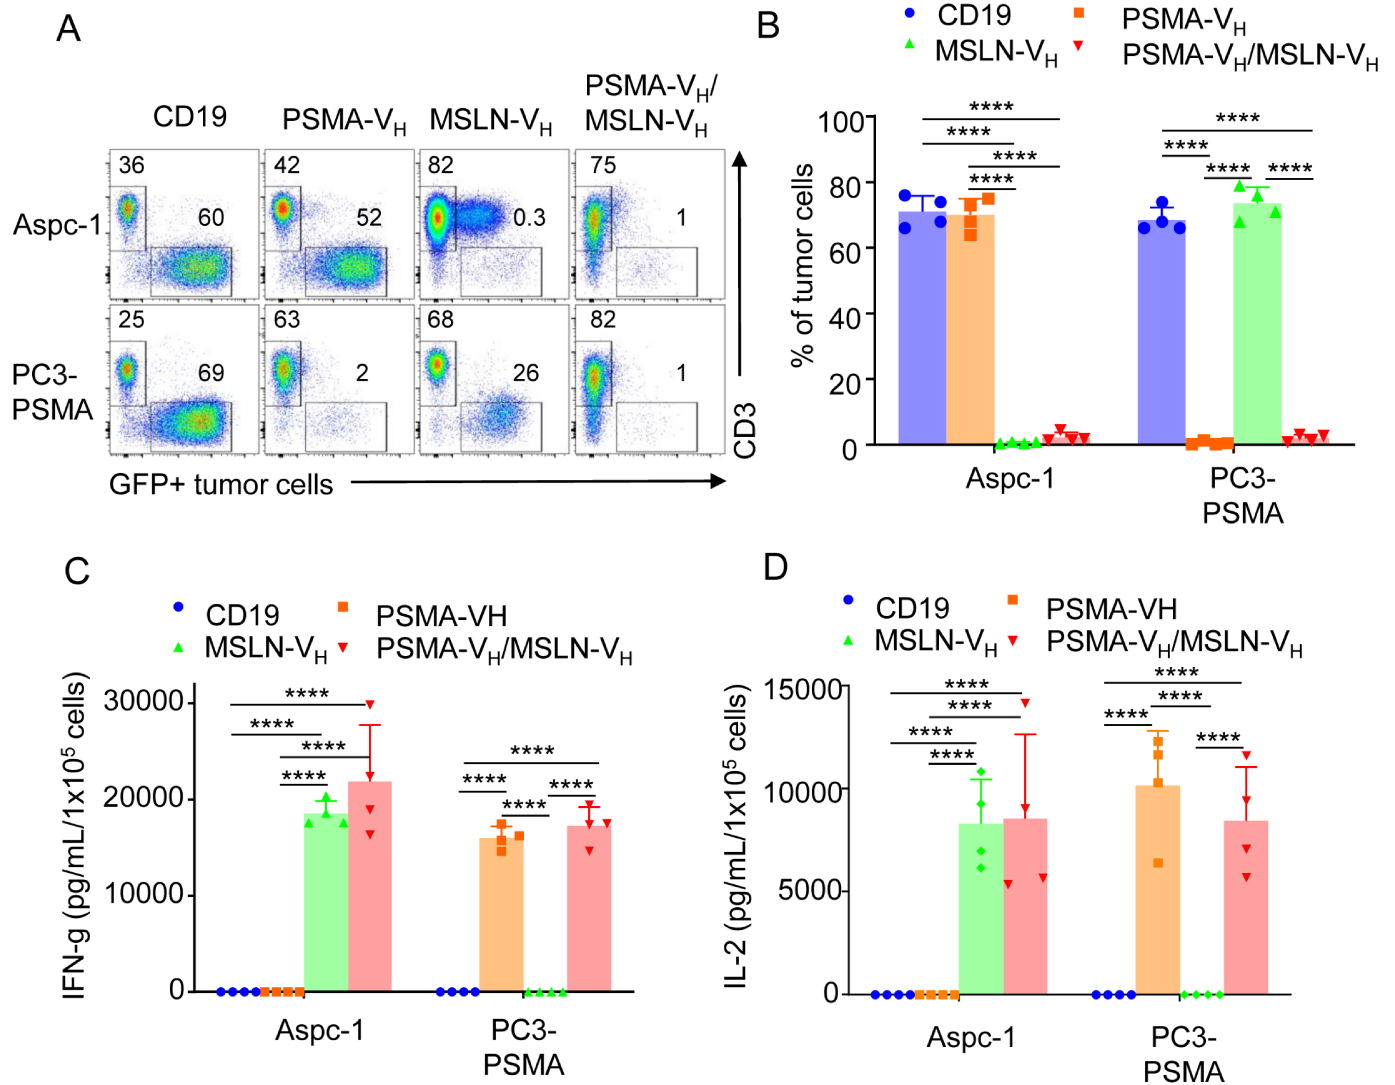 A
CD19
PSMA-VH
MSLN-VH
PSMA-VH/
MSLN-VH
Aspc-1
36
60
42
52
82
0.3
75
1
PC3-
PSMA
25
69
63
2
68
26
82
1
CD3
GFP+ tumor cells
B
CD19
PSMA-VH
MSLN-VH
PSMA-VH/MSLN-VH
% of tumor cells
100
80
60
40
20
0
****
****
****
****
****
****
****
****
Aspc-1
PC3-
PSMA
C
CD19
PSMA-VH
MSLN-VH
PSMA-VH/MSLN-VH
IFN-g (pg/mL/1x10⁵ cells)
30000
20000
10000
0
****
****
****
****
****
****
****
****
Aspc-1
PC3-
PSMA
D
CD19
PSMA-VH
MSLN-VH
PSMA-VH/MSLN-VH
IL-2 (pg/mL/1x10⁵ cells)
15000
10000
5000
0
****
****
****
****
****
****
****
****
Aspc-1
PC3-
PSMA